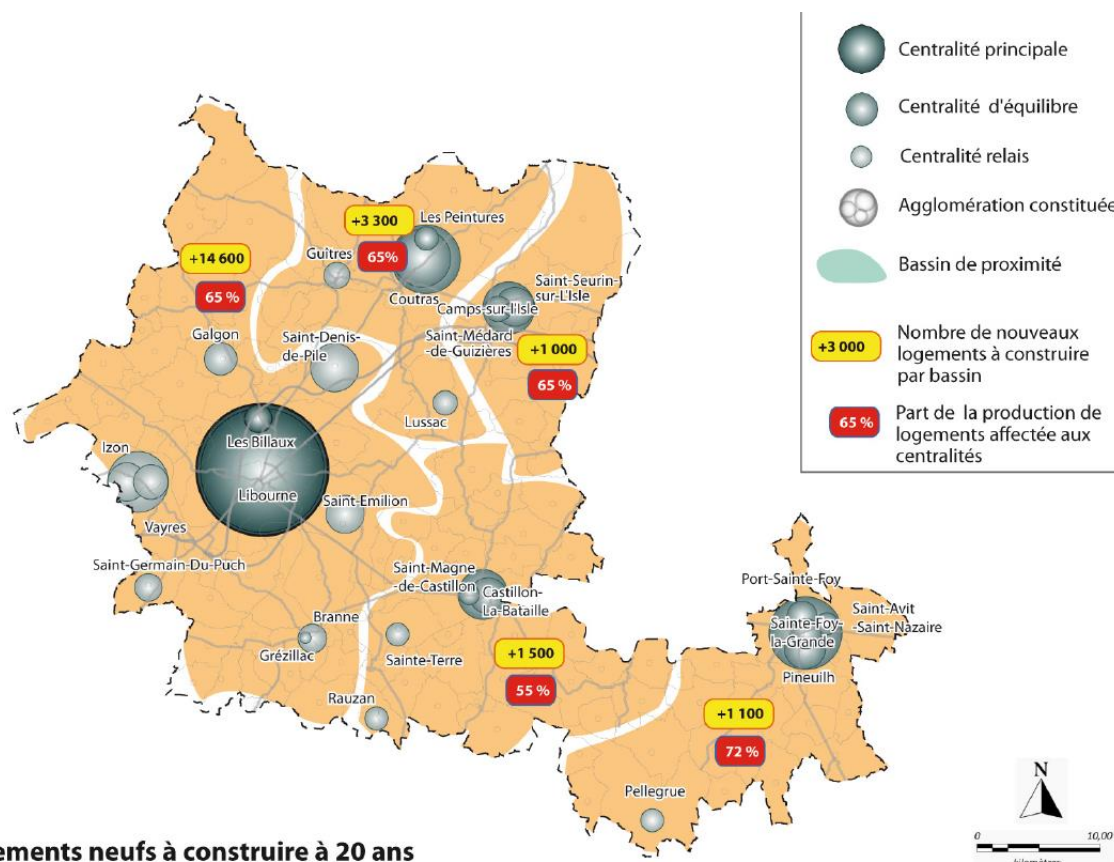 Centralité principale
Centralité d'équilibre
Centralité relais
Agglomération constituée
Bassin de proximité
+3 000
Nombre de nouveaux
logements à construire
par bassin
65 %
Part de la production de
logements affectée aux
centralités
+3 300
Les Peintures
65%
Guîtres
+14 600
65 %
Coutras
Saint-Seurin-
sur-L'Isle
Camps-sur-l'Isle
Galgon
Saint-Denis-
de-Pile
Saint-Médard
-de-Guizières
+1 000
65 %
Lussac
Les Billaux
Izon
Libourne
Saint-Emilion
Vayres
Saint-Germain-Du-Puch
Saint-Magne
-de-Castillon
Castillon-
La-Bataille
Port-Sainte-Foy
Saint-Avit
-Saint-Nazaire
Sainte-Foy-
la-Grande
Pineuilh
Branne
Grézillac
Sainte-Terre
+1 500
55 %
Rauzan
+1 100
72 %
Pellegrue
N
0
10,00
kilomètres
ements neufs à construire à 20 ans